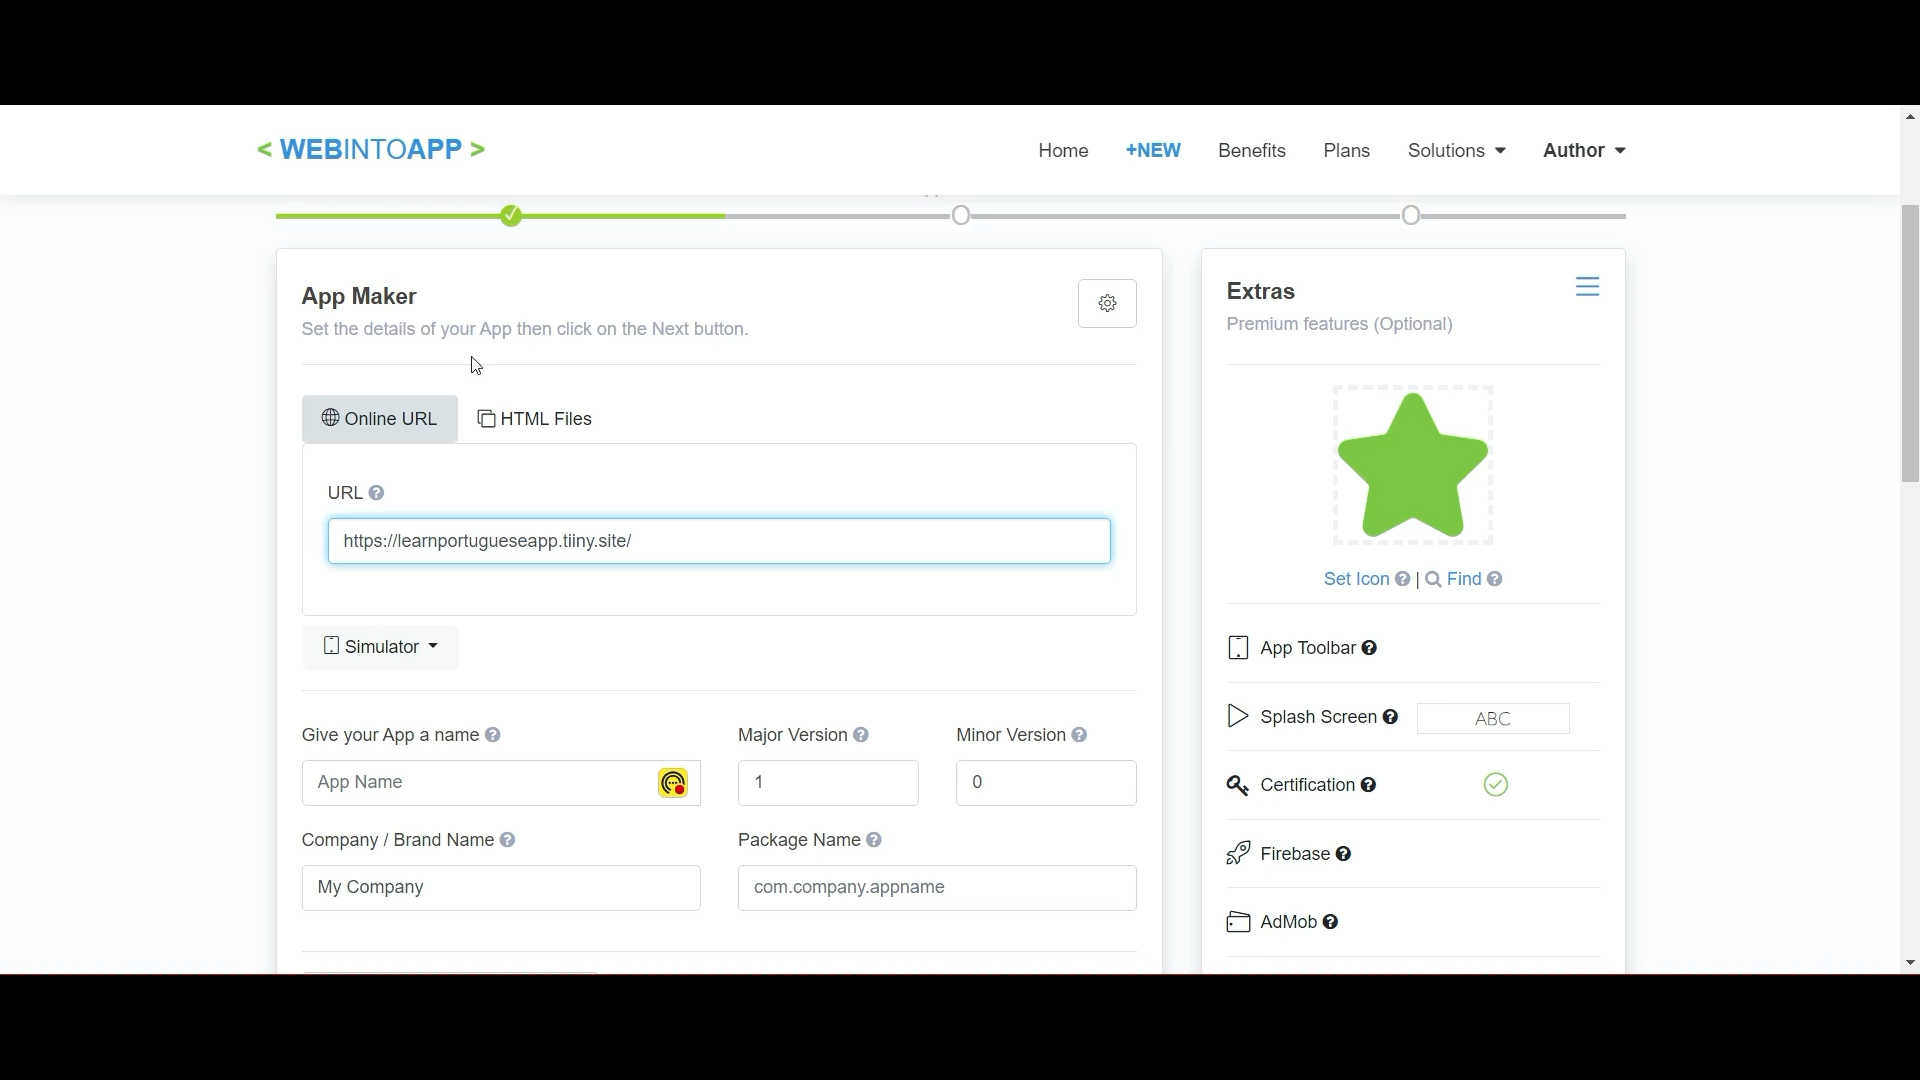 < WEBINTOAPP >
Home
+NEW
Benefits
Plans
Solutions
Author
App Maker
Set the details of your App then click on the Next button.
Online URL
HTML Files
URL
https://learnportugueseapp.tiiny.site/
Simulator
Give your App a name
Major Version
Minor Version
App Name
1
0
Company / Brand Name
Package Name
My Company
com.company.appname
Extras
Premium features (Optional)
Set Icon | Find
App Toolbar
Splash Screen
ABC
Certification
Firebase
AdMob